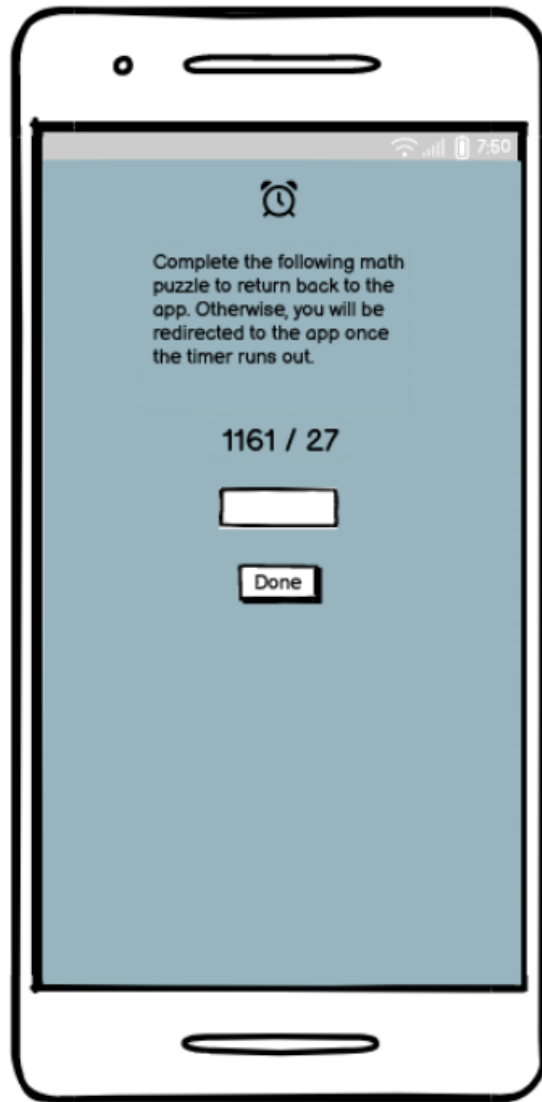 7:50
Complete the following math
puzzle to return back to the
app. Otherwise, you will be
redirected to the app once
the timer runs out.
1161 / 27
Done